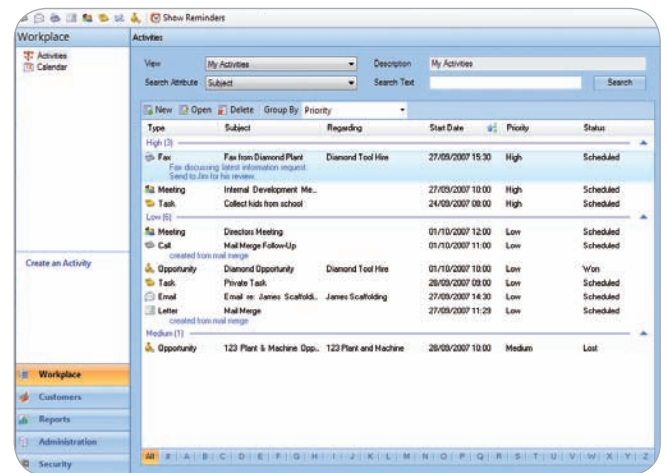 Show Reminders
Workplace
Activities
Activities
Calendar
View My Activities Description My Activities
Search Attribute Subject Search Text Search
New Open Delete Group By Priority
Type Subject Regarding Start Date Priority Status
High (3)
Fax Fax from Diamond Plant Diamond Tool Hire 27/09/2007 15:30 High Scheduled
Fax discussing latest information request.
Send to Jim for his review.
Meeting Internal Development Me... 27/09/2007 10:00 High Scheduled
Task Collect kids from school 24/09/2007 08:00 High Scheduled
Low (6)
Meeting Directors Meeting 01/10/2007 12:00 Low Scheduled
Call Mail Merge Follow-Up 01/10/2007 11:00 Low Scheduled
created from mail merge
Create an Activity
Opportunity Diamond Opportunity Diamond Tool Hire 01/10/2007 10:00 Low Won
Task Private Task 28/09/2007 09:00 Low Scheduled
Email Email re: James Scaffoldi... James Scaffolding 27/09/2007 14:30 Low Scheduled
Letter Mail Merge 27/09/2007 11:29 Low Scheduled
created from mail merge
Medium (1)
Opportunity 123 Plant & Machine Opp... 123 Plant and Machine 28/09/2007 10:00 Medium Lost
Workplace
Customers
Reports
Administration
Security
All # A B C D E F G H I J K L M N O P Q R S T U V W X Y Z